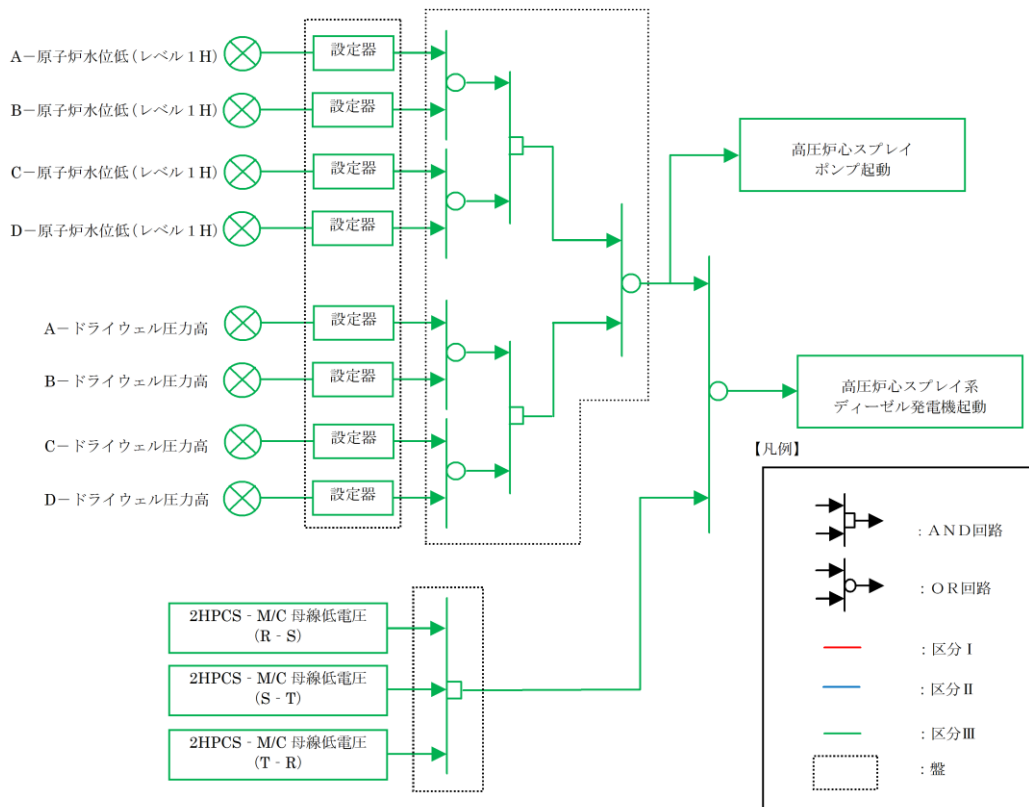 A－原子炉水位低(レベル１H)
設定器
B－原子炉水位低(レベル１H)
設定器
C－原子炉水位低(レベル１H)
設定器
D－原子炉水位低(レベル１H)
設定器
A－ドライウェル圧力高
設定器
B－ドライウェル圧力高
設定器
C－ドライウェル圧力高
設定器
D－ドライウェル圧力高
設定器
2HPCS‐M/C 母線低電圧
(R‐S)
2HPCS‐M/C 母線低電圧
(S‐T)
2HPCS‐M/C 母線低電圧
(T‐R)
高圧炉心スプレイ
ポンプ起動
高圧炉心スプレイ系
ディーゼル発電機起動
【凡例】
：ＡＮＤ回路
：ＯＲ回路
：区分Ⅰ
：区分Ⅱ
：区分Ⅲ
：盤